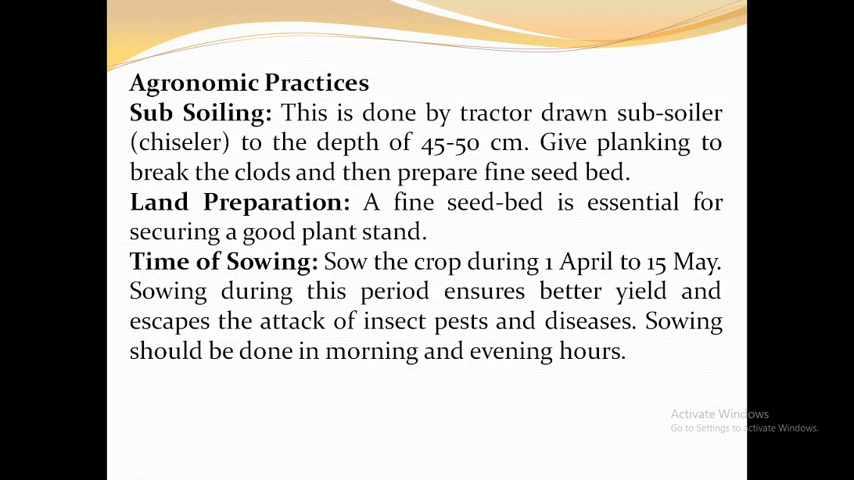 Agronomic Practices
Sub Soiling: This is done by tractor drawn sub-soiler
(chiseler) to the depth of 45-50 cm. Give planking to
break the clods and then prepare fine seed bed.
Land Preparation: A fine seed-bed is essential for
securing a good plant stand.
Time of Sowing: Sow the crop during 1 April to 15 May.
Sowing during this period ensures better yield and
escapes the attack of insect pests and diseases. Sowing
should be done in morning and evening hours.
Activate Windows
Go to Settings to activate Windows.